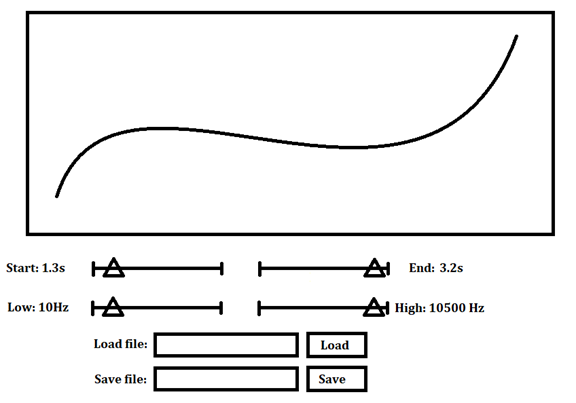 Start: 1.3s End: 3.2s
Low: 10Hz High: 10500 Hz
Load file: Load
Save file: Save